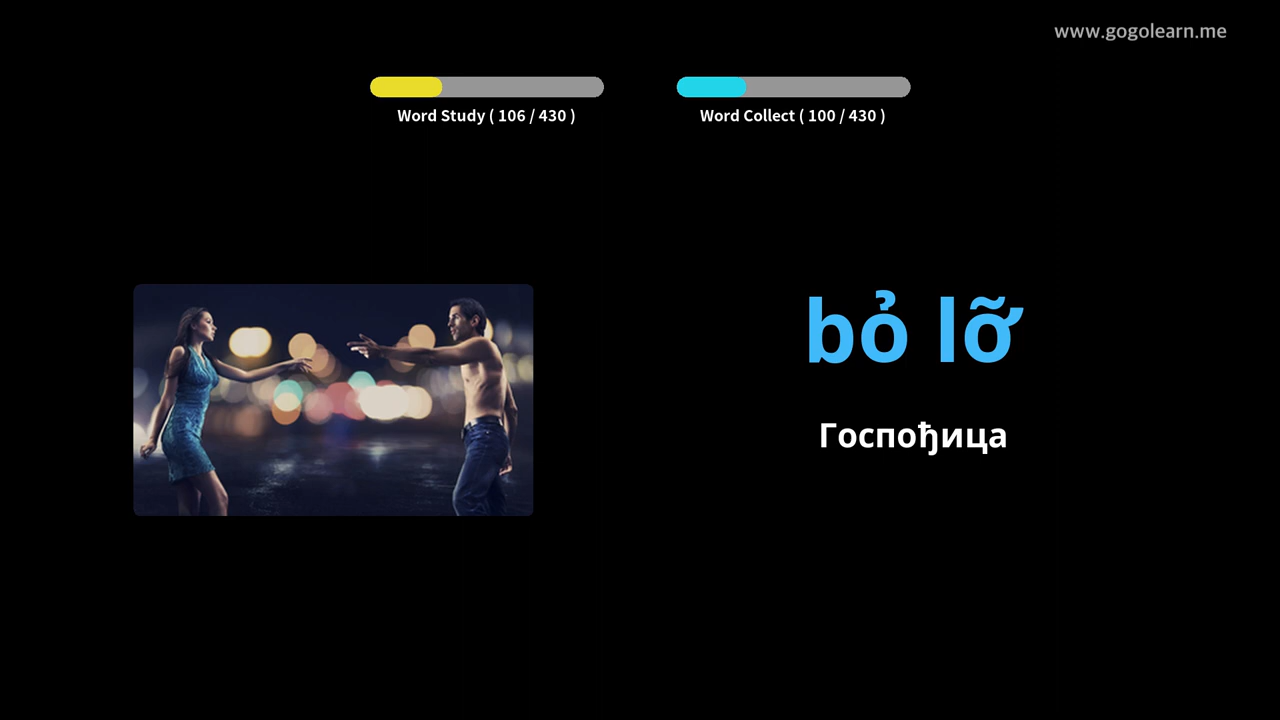 www.gogolearn.me
Word Study ( 106 / 430 )
Word Collect ( 100 / 430 )
bỏ lỡ
Госпођица